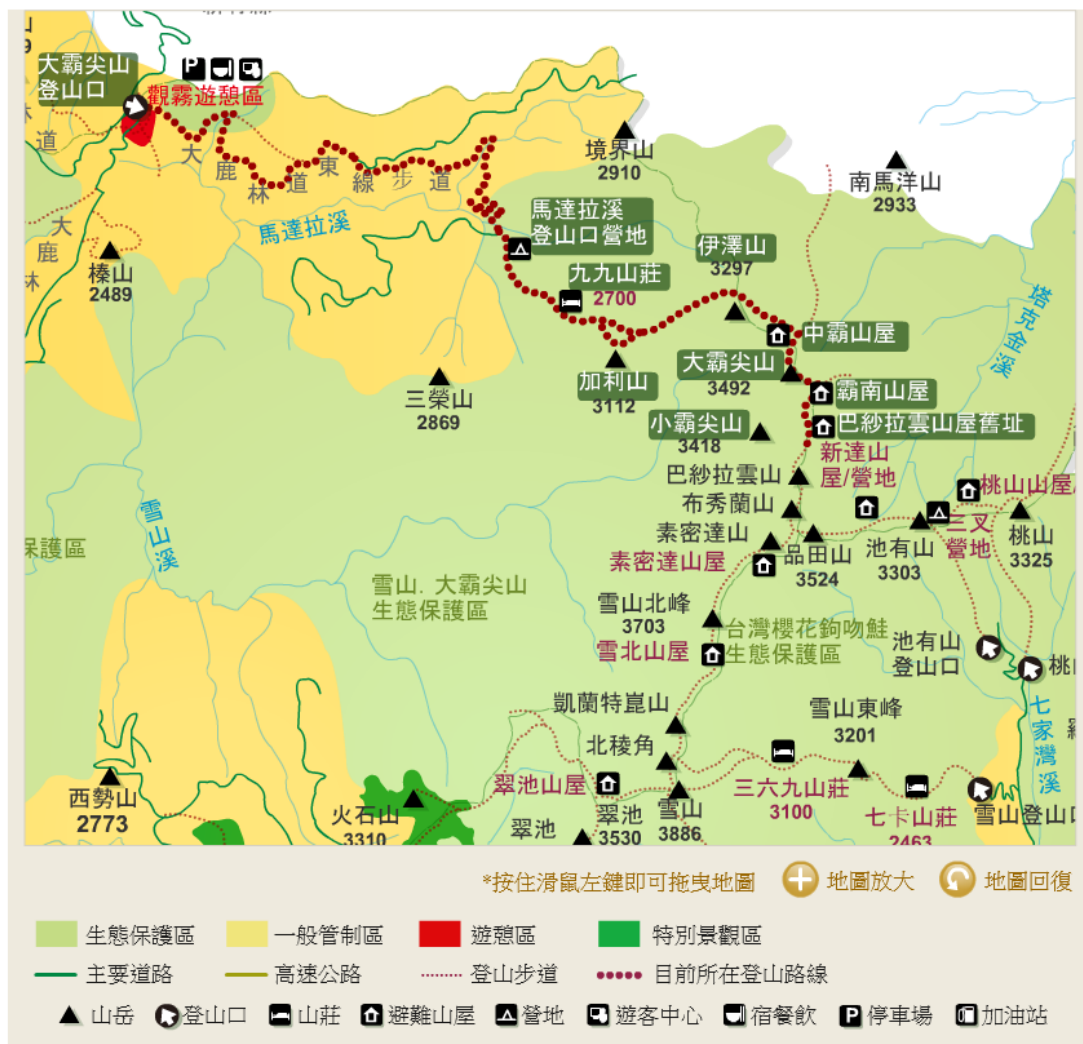 大霸尖山
登山口
觀霧遊憩區
境界山
2910
南馬洋山
2933
大鹿林道東線步道
馬達拉溪
馬達拉溪
登山口營地
伊澤山
3297
大鹿林
道
榛山
2489
九九山莊
2700
塔克金溪
中霸山屋
大霸尖山
3492
加利山
3112
霸南山屋
三榮山
2869
小霸尖山
3418
巴紗拉雲山屋舊址
新達山
屋/營地
巴紗拉雲山
桃山山屋
布秀蘭山
雪山溪
素密達山
品田山
3524
池有山
3303
三叉
營地
桃山
3325
保護區
素密達山屋
雪山. 大霸尖山
生態保護區
雪山北峰
3703
台灣櫻花鉤吻鮭
生態保護區
雪北山屋
池有山
登山口
桃
七家灣溪
凱蘭特崑山
雪山東峰
3201
北稜角
西勢山
2773
翠池山屋
三六九山莊
3100
火石山
3310
翠池
翠池
3530
雪山
3886
七卡山莊
2463
雪山登山口
*按住滑鼠左鍵即可拖曳地圖
地圖放大
地圖回復
生態保護區
一般管制區
遊憩區
特別景觀區
主要道路
高速公路
登山步道
目前所在登山路線
山岳
登山口
山莊
避難山屋
營地
遊客中心
宿餐飲
停車場
加油站